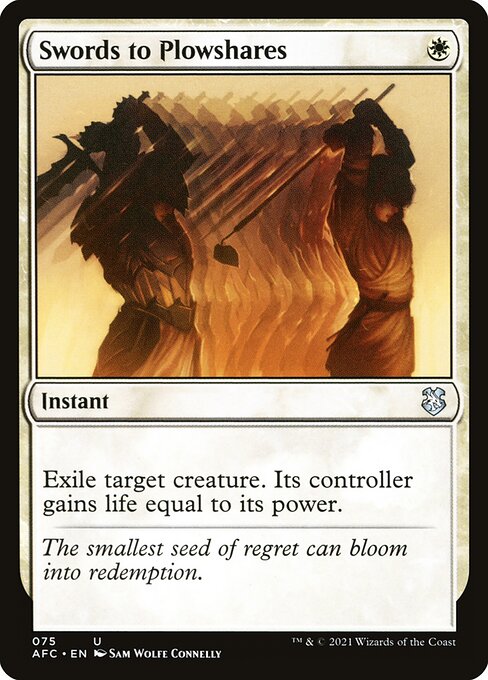 Swords to Plowshares
Instant
Exile target creature. Its controller
gains life equal to its power.
The smallest seed of regret can bloom
into redemption.
075 U
™ & © 2021 Wizards of the Coast
AFC • EN Sam Wolfe Connelly